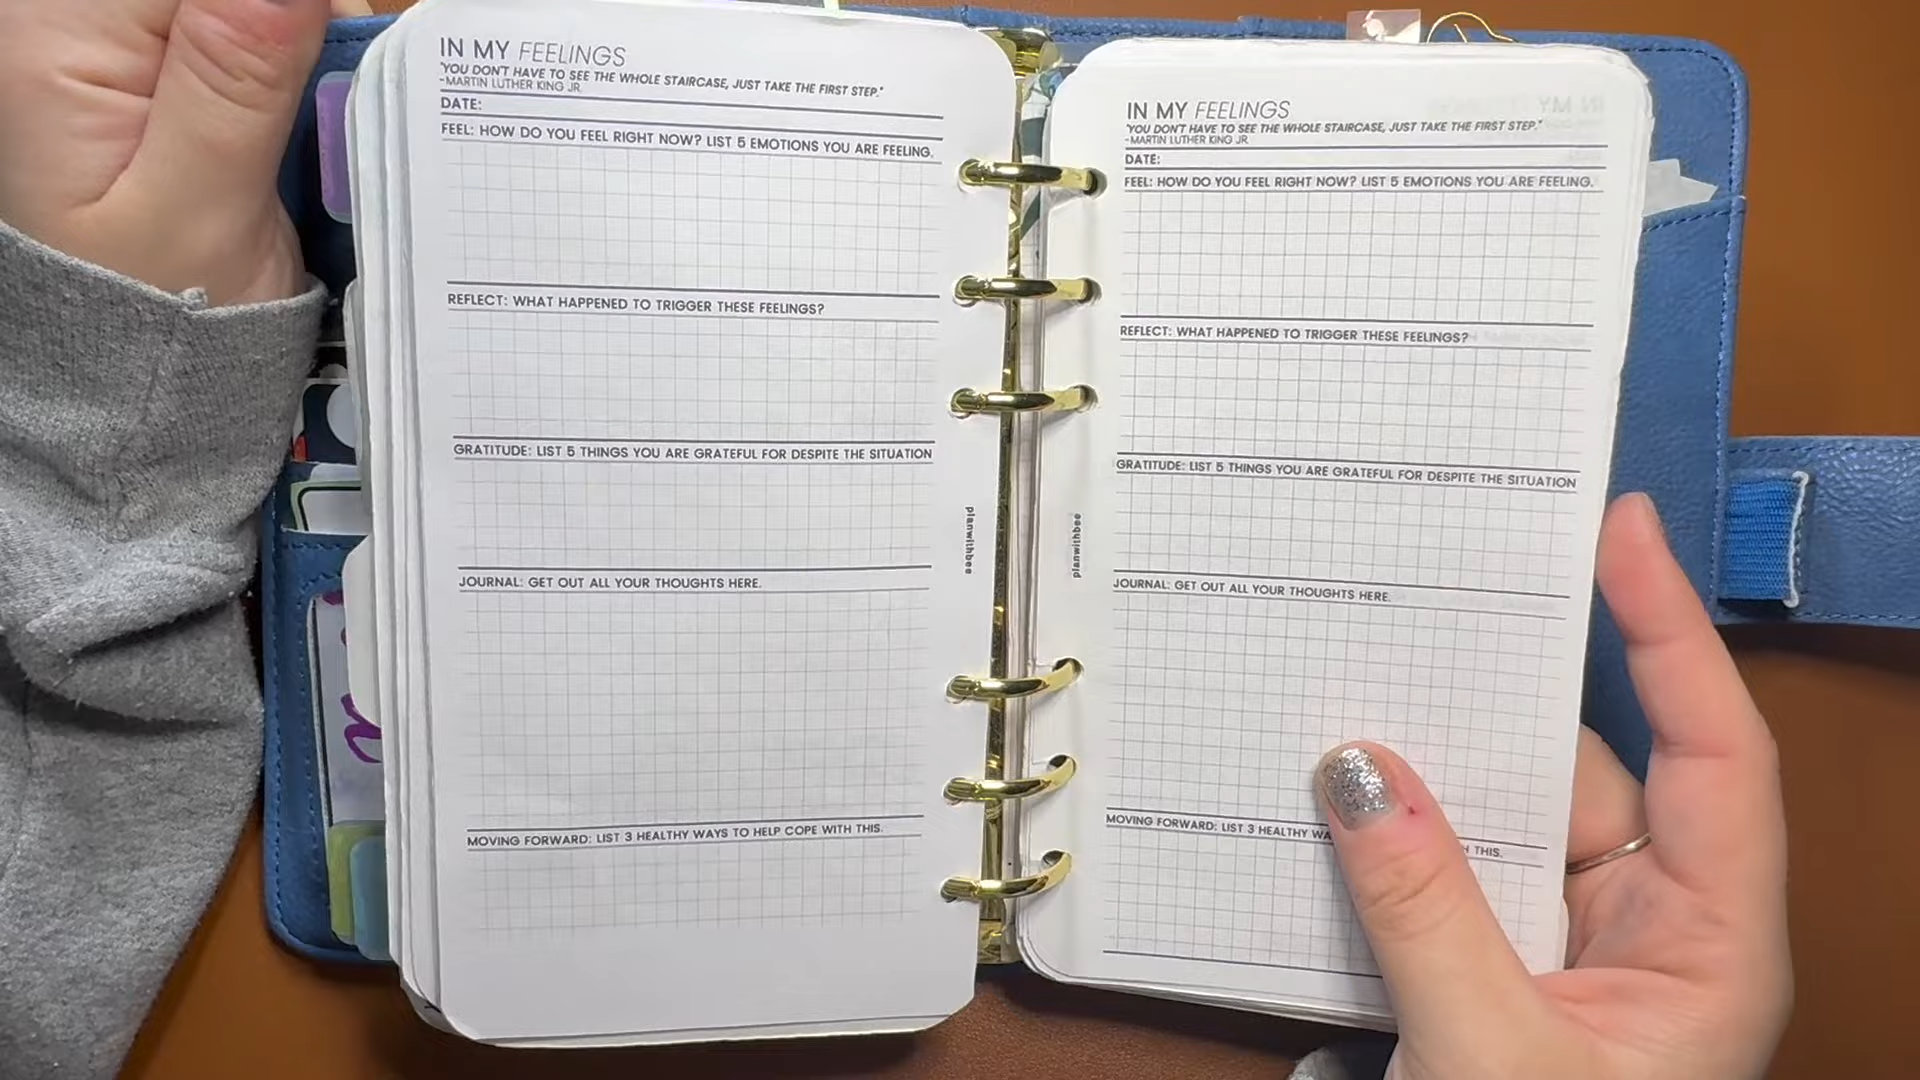 IN MY FEELINGS
"YOU DON'T HAVE TO SEE THE WHOLE STAIRCASE, JUST TAKE THE FIRST STEP."
-MARTIN LUTHER KING JR.
DATE:
FEEL: HOW DO YOU FEEL RIGHT NOW? LIST 5 EMOTIONS YOU ARE FEELING.
REFLECT: WHAT HAPPENED TO TRIGGER THESE FEELINGS?
GRATITUDE: LIST 5 THINGS YOU ARE GRATEFUL FOR DESPITE THE SITUATION
JOURNAL: GET OUT ALL YOUR THOUGHTS HERE.
MOVING FORWARD: LIST 3 HEALTHY WAYS TO HELP COPE WITH THIS.
planwithbee
IN MY FEELINGS
"YOU DON'T HAVE TO SEE THE WHOLE STAIRCASE, JUST TAKE THE FIRST STEP."
-MARTIN LUTHER KING JR.
DATE:
FEEL: HOW DO YOU FEEL RIGHT NOW? LIST 5 EMOTIONS YOU ARE FEELING.
REFLECT: WHAT HAPPENED TO TRIGGER THESE FEELINGS?
GRATITUDE: LIST 5 THINGS YOU ARE GRATEFUL FOR DESPITE THE SITUATION
JOURNAL: GET OUT ALL YOUR THOUGHTS HERE.
MOVING FORWARD: LIST 3 HEALTHY THIS.
planwithbee